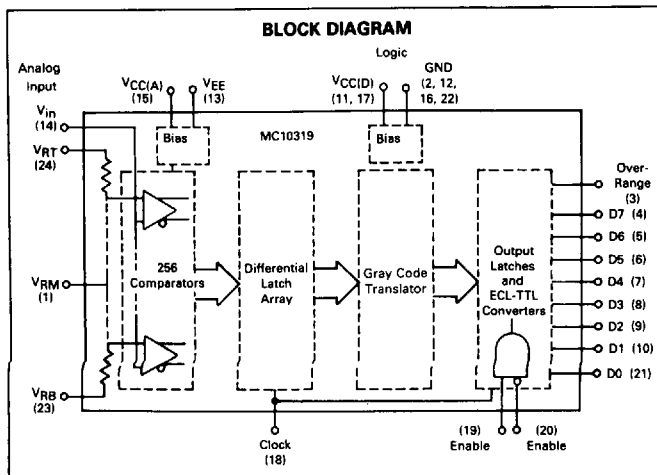 BLOCK DIAGRAM
Analog
Input
Logic
VCC(A)
(15)
VEE
(13)
VCC(D)
(11, 17)
GND
(2, 12,
16, 22)
Vin
(14)
VRT
(24)
VRM
(1)
VRB
(23)
Bias
MC10319
Bias
256
Comparators
Differential
Latch
Array
Gray Code
Translator
Output
Latches
and
ECL-TTL
Converters
Over-
Range
(3)
D7 (4)
D6 (5)
D5 (6)
D4 (7)
D3 (8)
D2 (9)
D1 (10)
D0 (21)
Clock
(18)
(19)
Enable
(20)
Enable